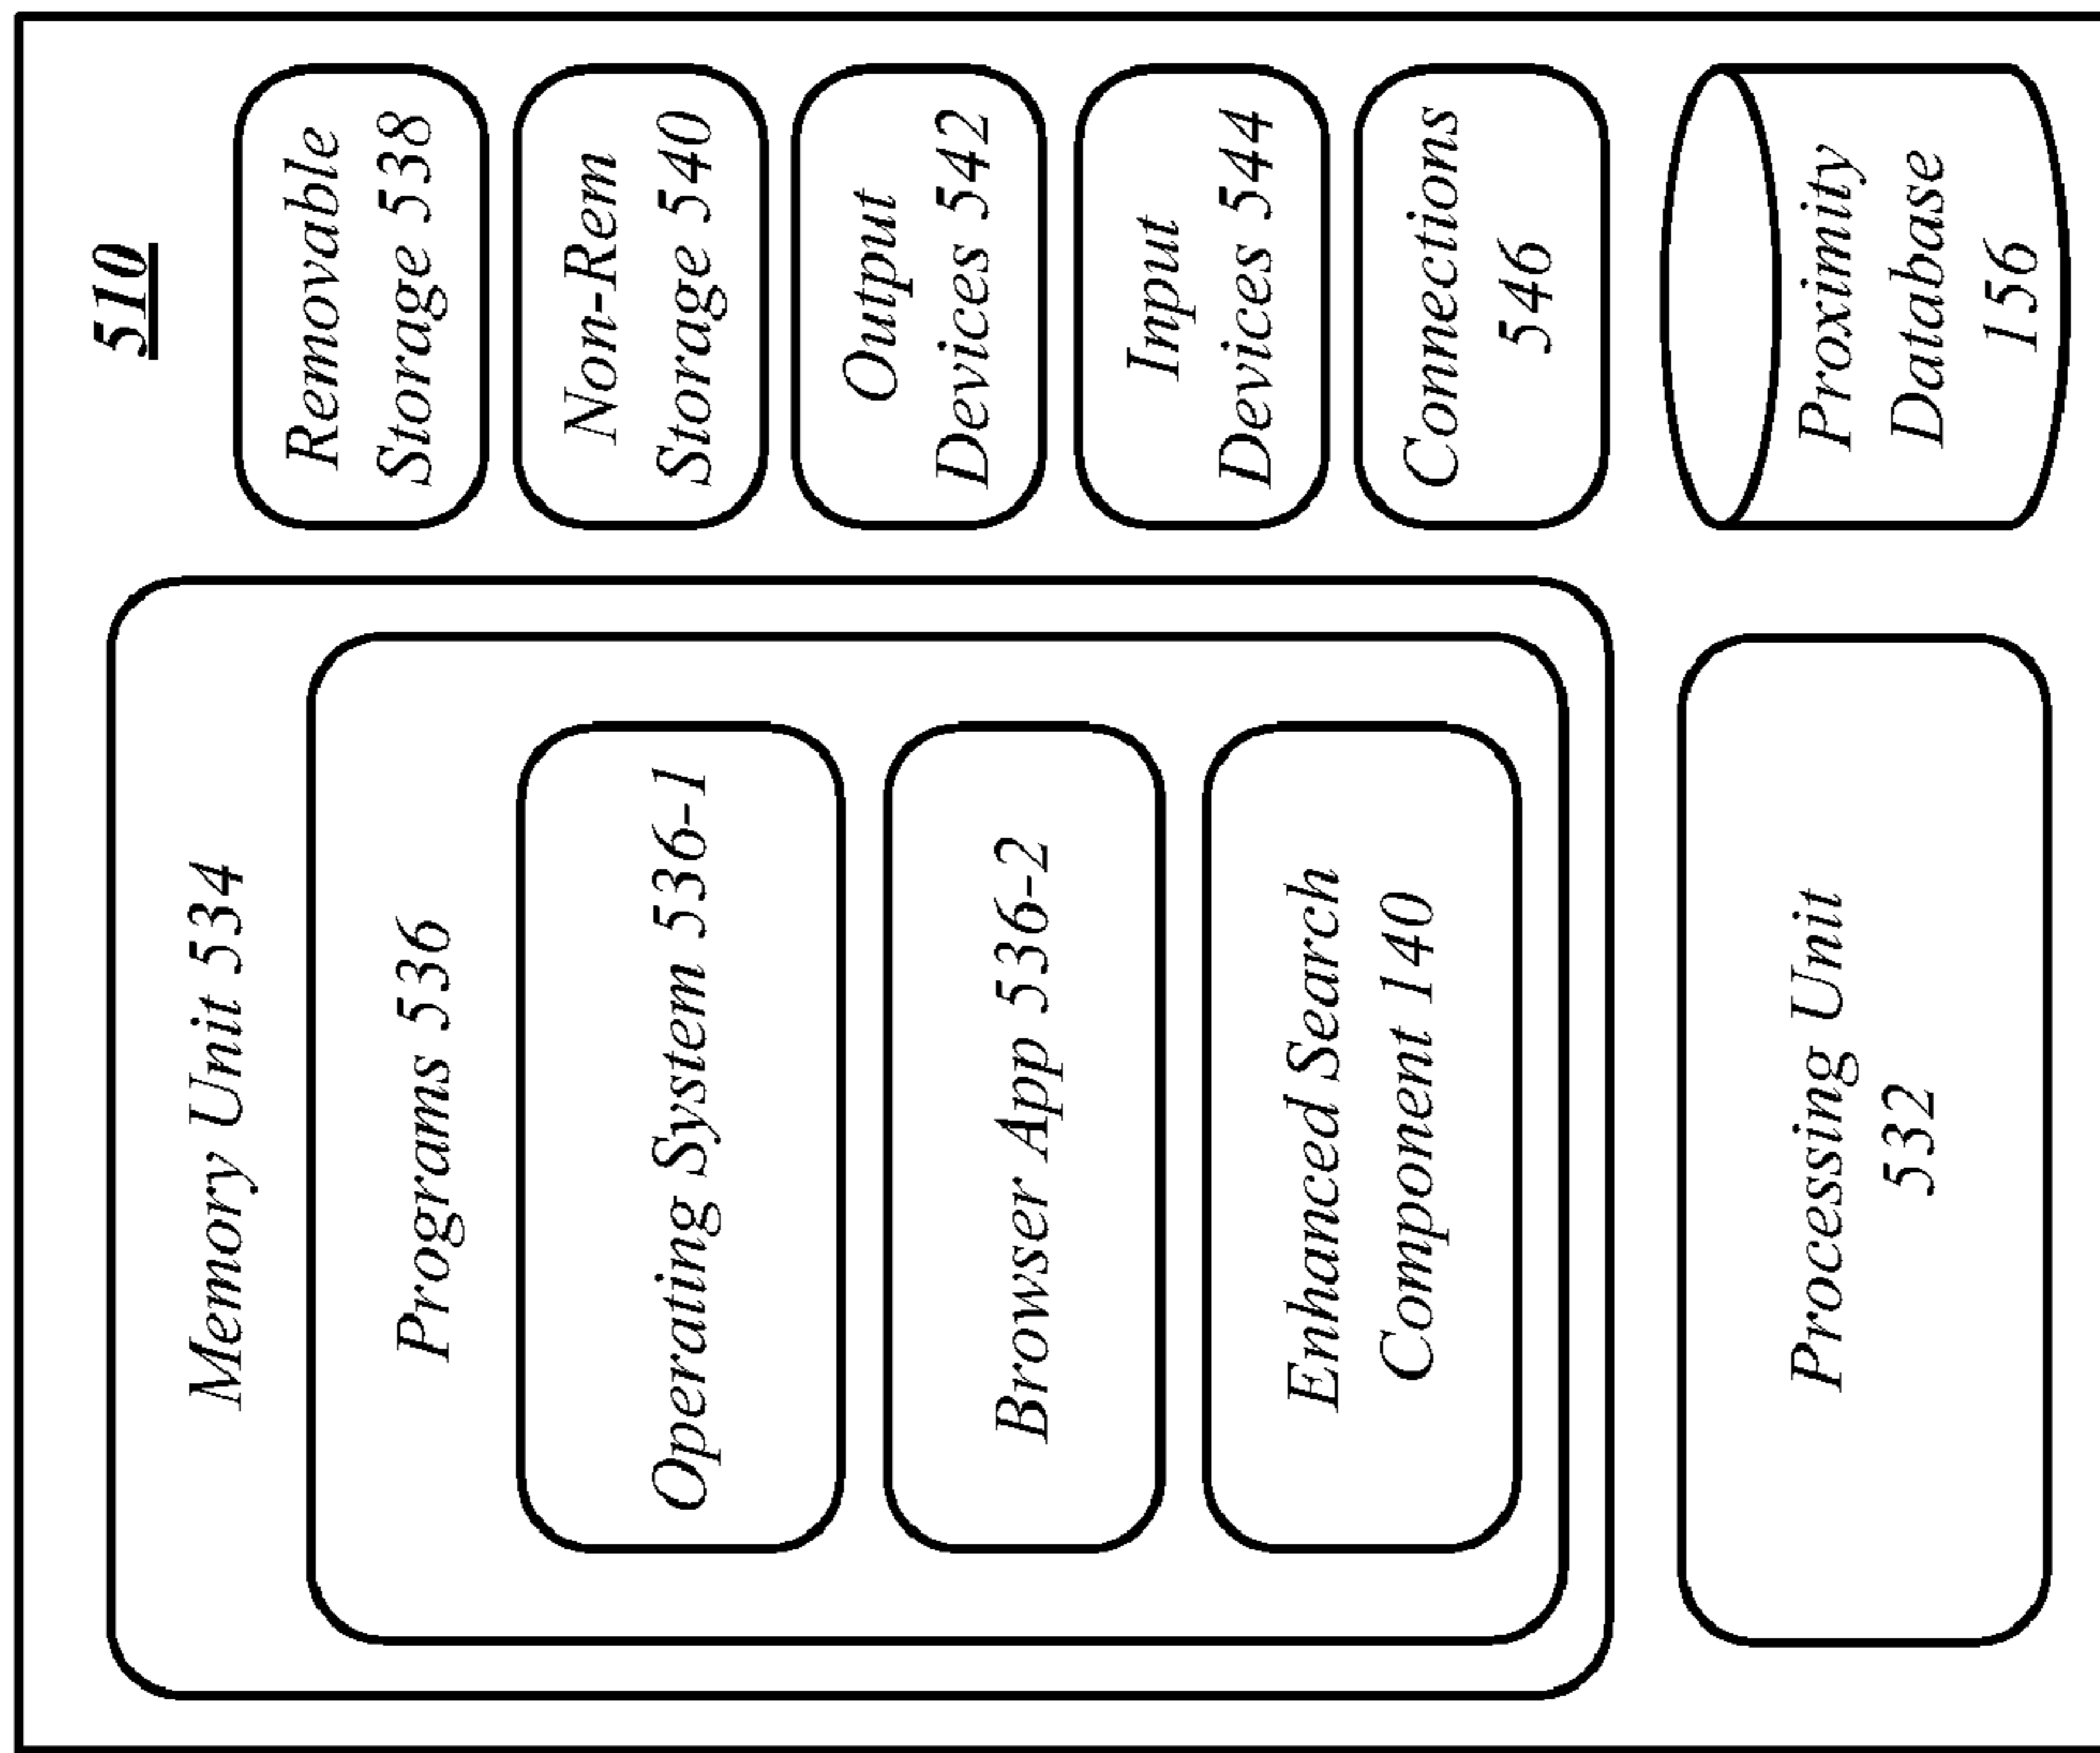 510
Memory Unit 534
Programs 536
Operating System 536-1
Browser App 536-2
Enhanced Search
Component 140
Processing Unit
532
Removable
Storage 538
Non-Rem
Storage 540
Output
Devices 542
Input
Devices 544
Connections
546
Proximity
Database
156